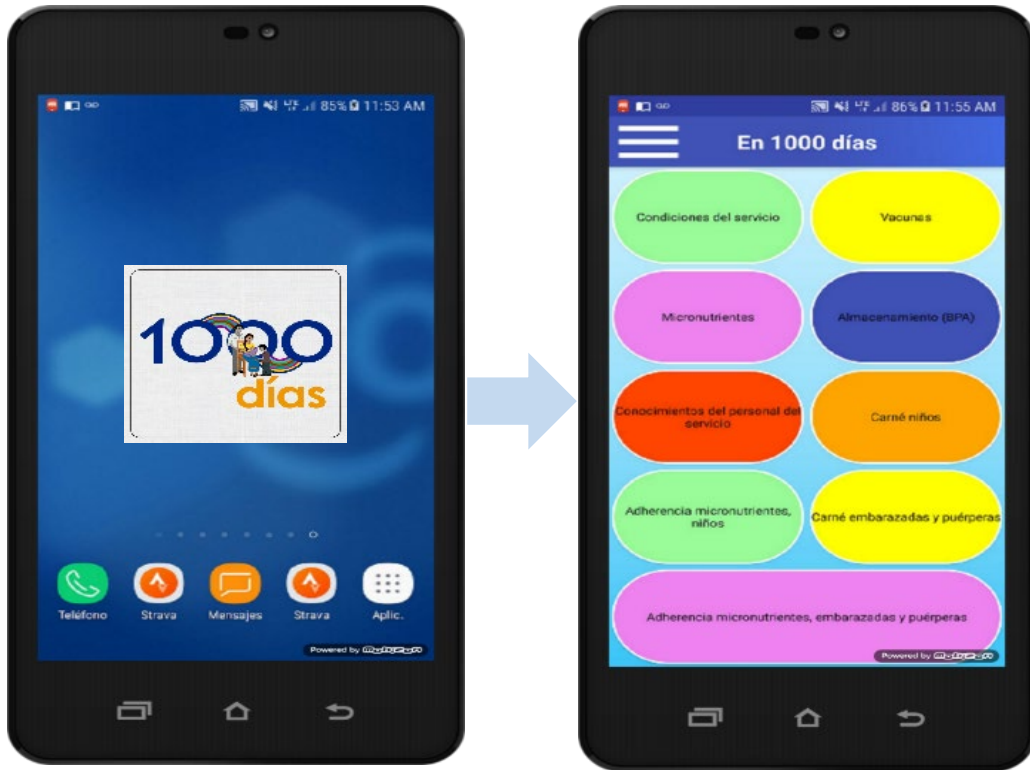 85% 11:53 AM
1000
días
Teléfono Strava Mensajes Strava Aplic.
Powered by
86% 11:55 AM
En 1000 días
Condiciones del servicio
Vacunas
Micronutrientes
Almacenamiento (BPA)
Conocimientos del personal del
servicio
Carné niños
Adherencia micronutrientes,
niños
Carné embarazadas y puérperas
Adherencia micronutrientes, embarazadas y puérperas
Powered by